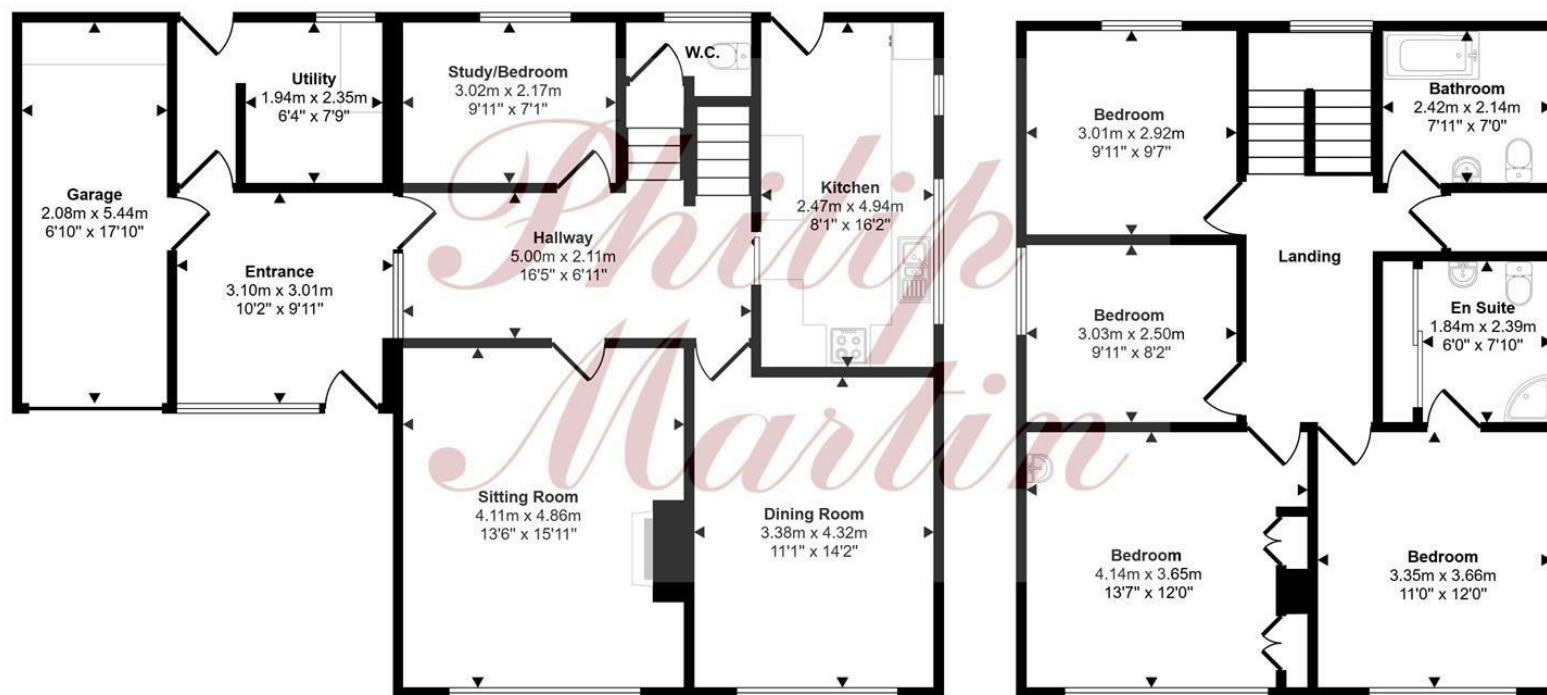 Garage
2.08m x 5.44m
6'10" x 17'10"
Utility
1.94m x 2.35m
6'4" x 7'9"
Entrance
3.10m x 3.01m
10'2" x 9'11"
Study/Bedroom
3.02m x 2.17m
9'11" x 7'1"
W.C.
Hallway
5.00m x 2.11m
16'5" x 6'11"
Kitchen
2.47m x 4.94m
8'1" x 16'2"
Sitting Room
4.11m x 4.86m
13'6" x 15'11"
Dining Room
3.38m x 4.32m
11'1" x 14'2"
Philip
Martin
Bedroom
3.01m x 2.92m
9'11" x 9'7"
Bathroom
2.42m x 2.14m
7'11" x 7'0"
Landing
Bedroom
3.03m x 2.50m
9'11" x 8'2"
En Suite
1.84m x 2.39m
6'0" x 7'10"
Bedroom
4.14m x 3.65m
13'7" x 12'0"
Bedroom
3.35m x 3.66m
11'0" x 12'0"